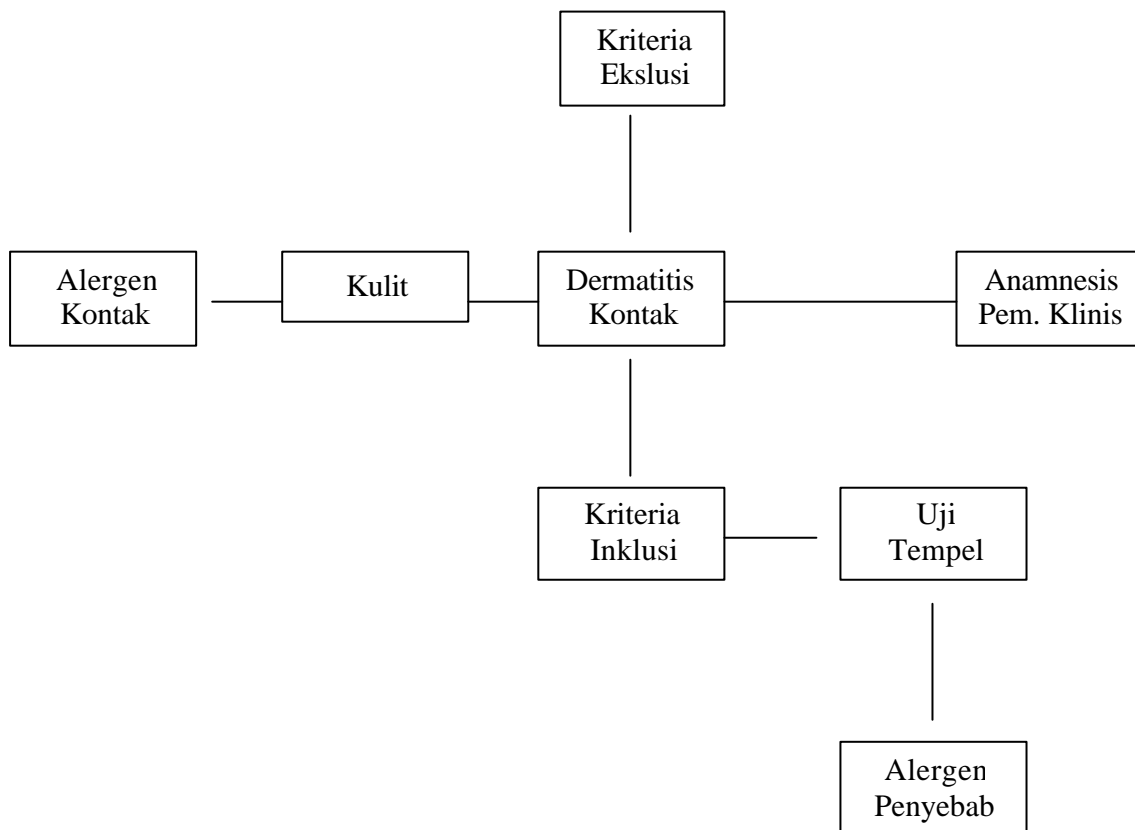 Kriteria
Ekslusi
Alergen
Kontak
Kulit
Dermatitis
Kontak
Anamnesis
Pem. Klinis
Kriteria
Inklusi
Uji
Tempel
Alergen
Penyebab